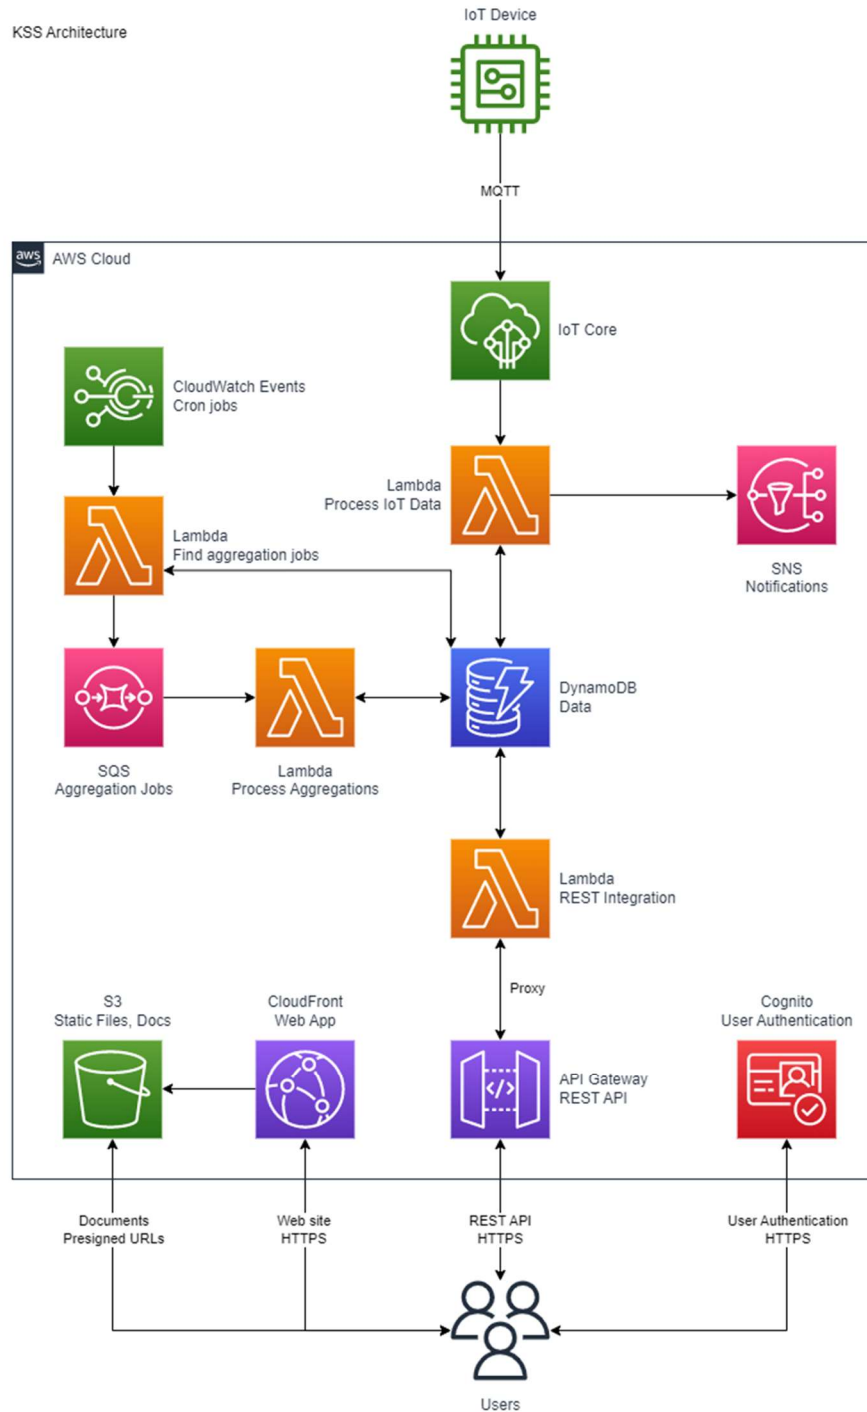 KSS Architecture
IoT Device
MQTT
aws
AWS Cloud
IoT Core
CloudWatch Events
Cron jobs
Lambda
Process IoT Data
Lambda
Find aggregation jobs
SNS
Notifications
DynamoDB
Data
SQS
Aggregation Jobs
Lambda
Process Aggregations
Lambda
REST Integration
Proxy
S3
Static Files, Docs
CloudFront
Web App
Cognito
User Authentication
API Gateway
REST API
Documents
Presigned URLs
Web site
HTTPS
REST API
HTTPS
User Authentication
HTTPS
Users